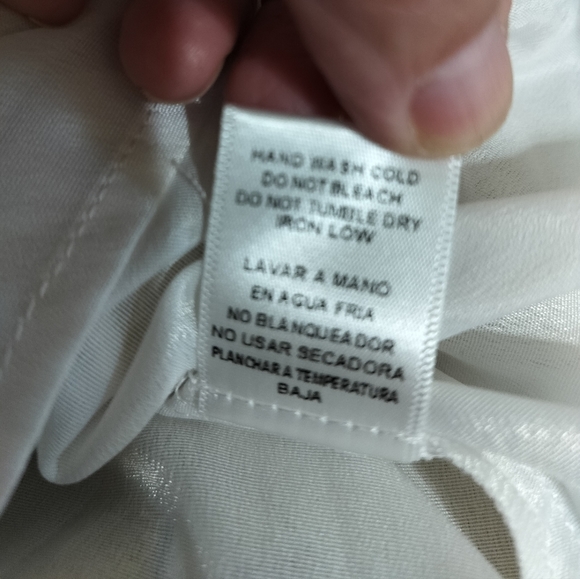 HAND WASH COLD
DO NOT BLEACH
DO NOT TUMBLE DRY
IRON LOW
LAVAR A MANO
EN AGUA FRIA
NO BLANQUEADOR
NO USAR SECADORA
PLANCHAR A TEMPERATURA
BAJA